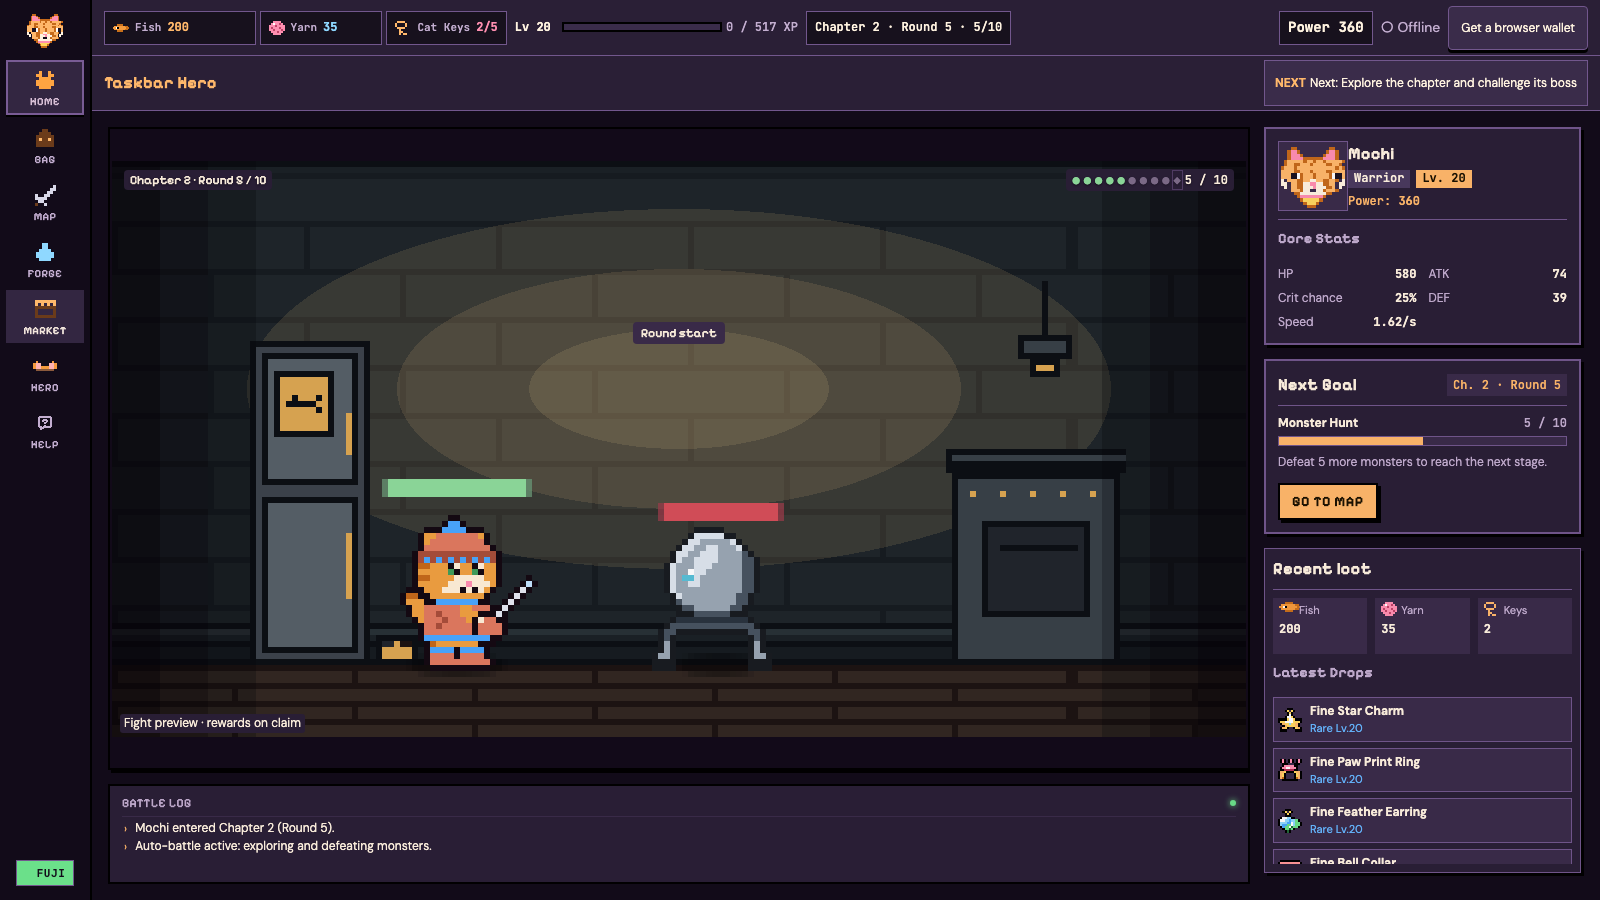 Fish 200
Yarn 35
Cat Keys 2/5
Lv 20
0 / 517 XP
Chapter 2 · Round 5 · 5/10
Power 360
Offline
Get a browser wallet
Taskbar Hero
NEXT Next: Explore the chapter and challenge its boss
HOME
BAG
MAP
FORGE
MARKET
HERO
HELP
FUJI
Chapter 2 · Round 5 / 10
5 / 10
Round start
Fight preview · rewards on claim
BATTLE LOG
› Mochi entered Chapter 2 (Round 5).
› Auto-battle active: exploring and defeating monsters.
Mochi
Warrior Lv. 20
Power: 360
Core Stats
HP 580 ATK 74
Crit chance 25% DEF 39
Speed 1.62/s
Next Goal
Ch. 2 · Round 5
Monster Hunt 5 / 10
Defeat 5 more monsters to reach the next stage.
GO TO MAP
Recent loot
Fish
200
Yarn
35
Keys
2
Latest Drops
Fine Star Charm
Rare Lv.20
Fine Paw Print Ring
Rare Lv.20
Fine Feather Earring
Rare Lv.20
Fine Bell Collar